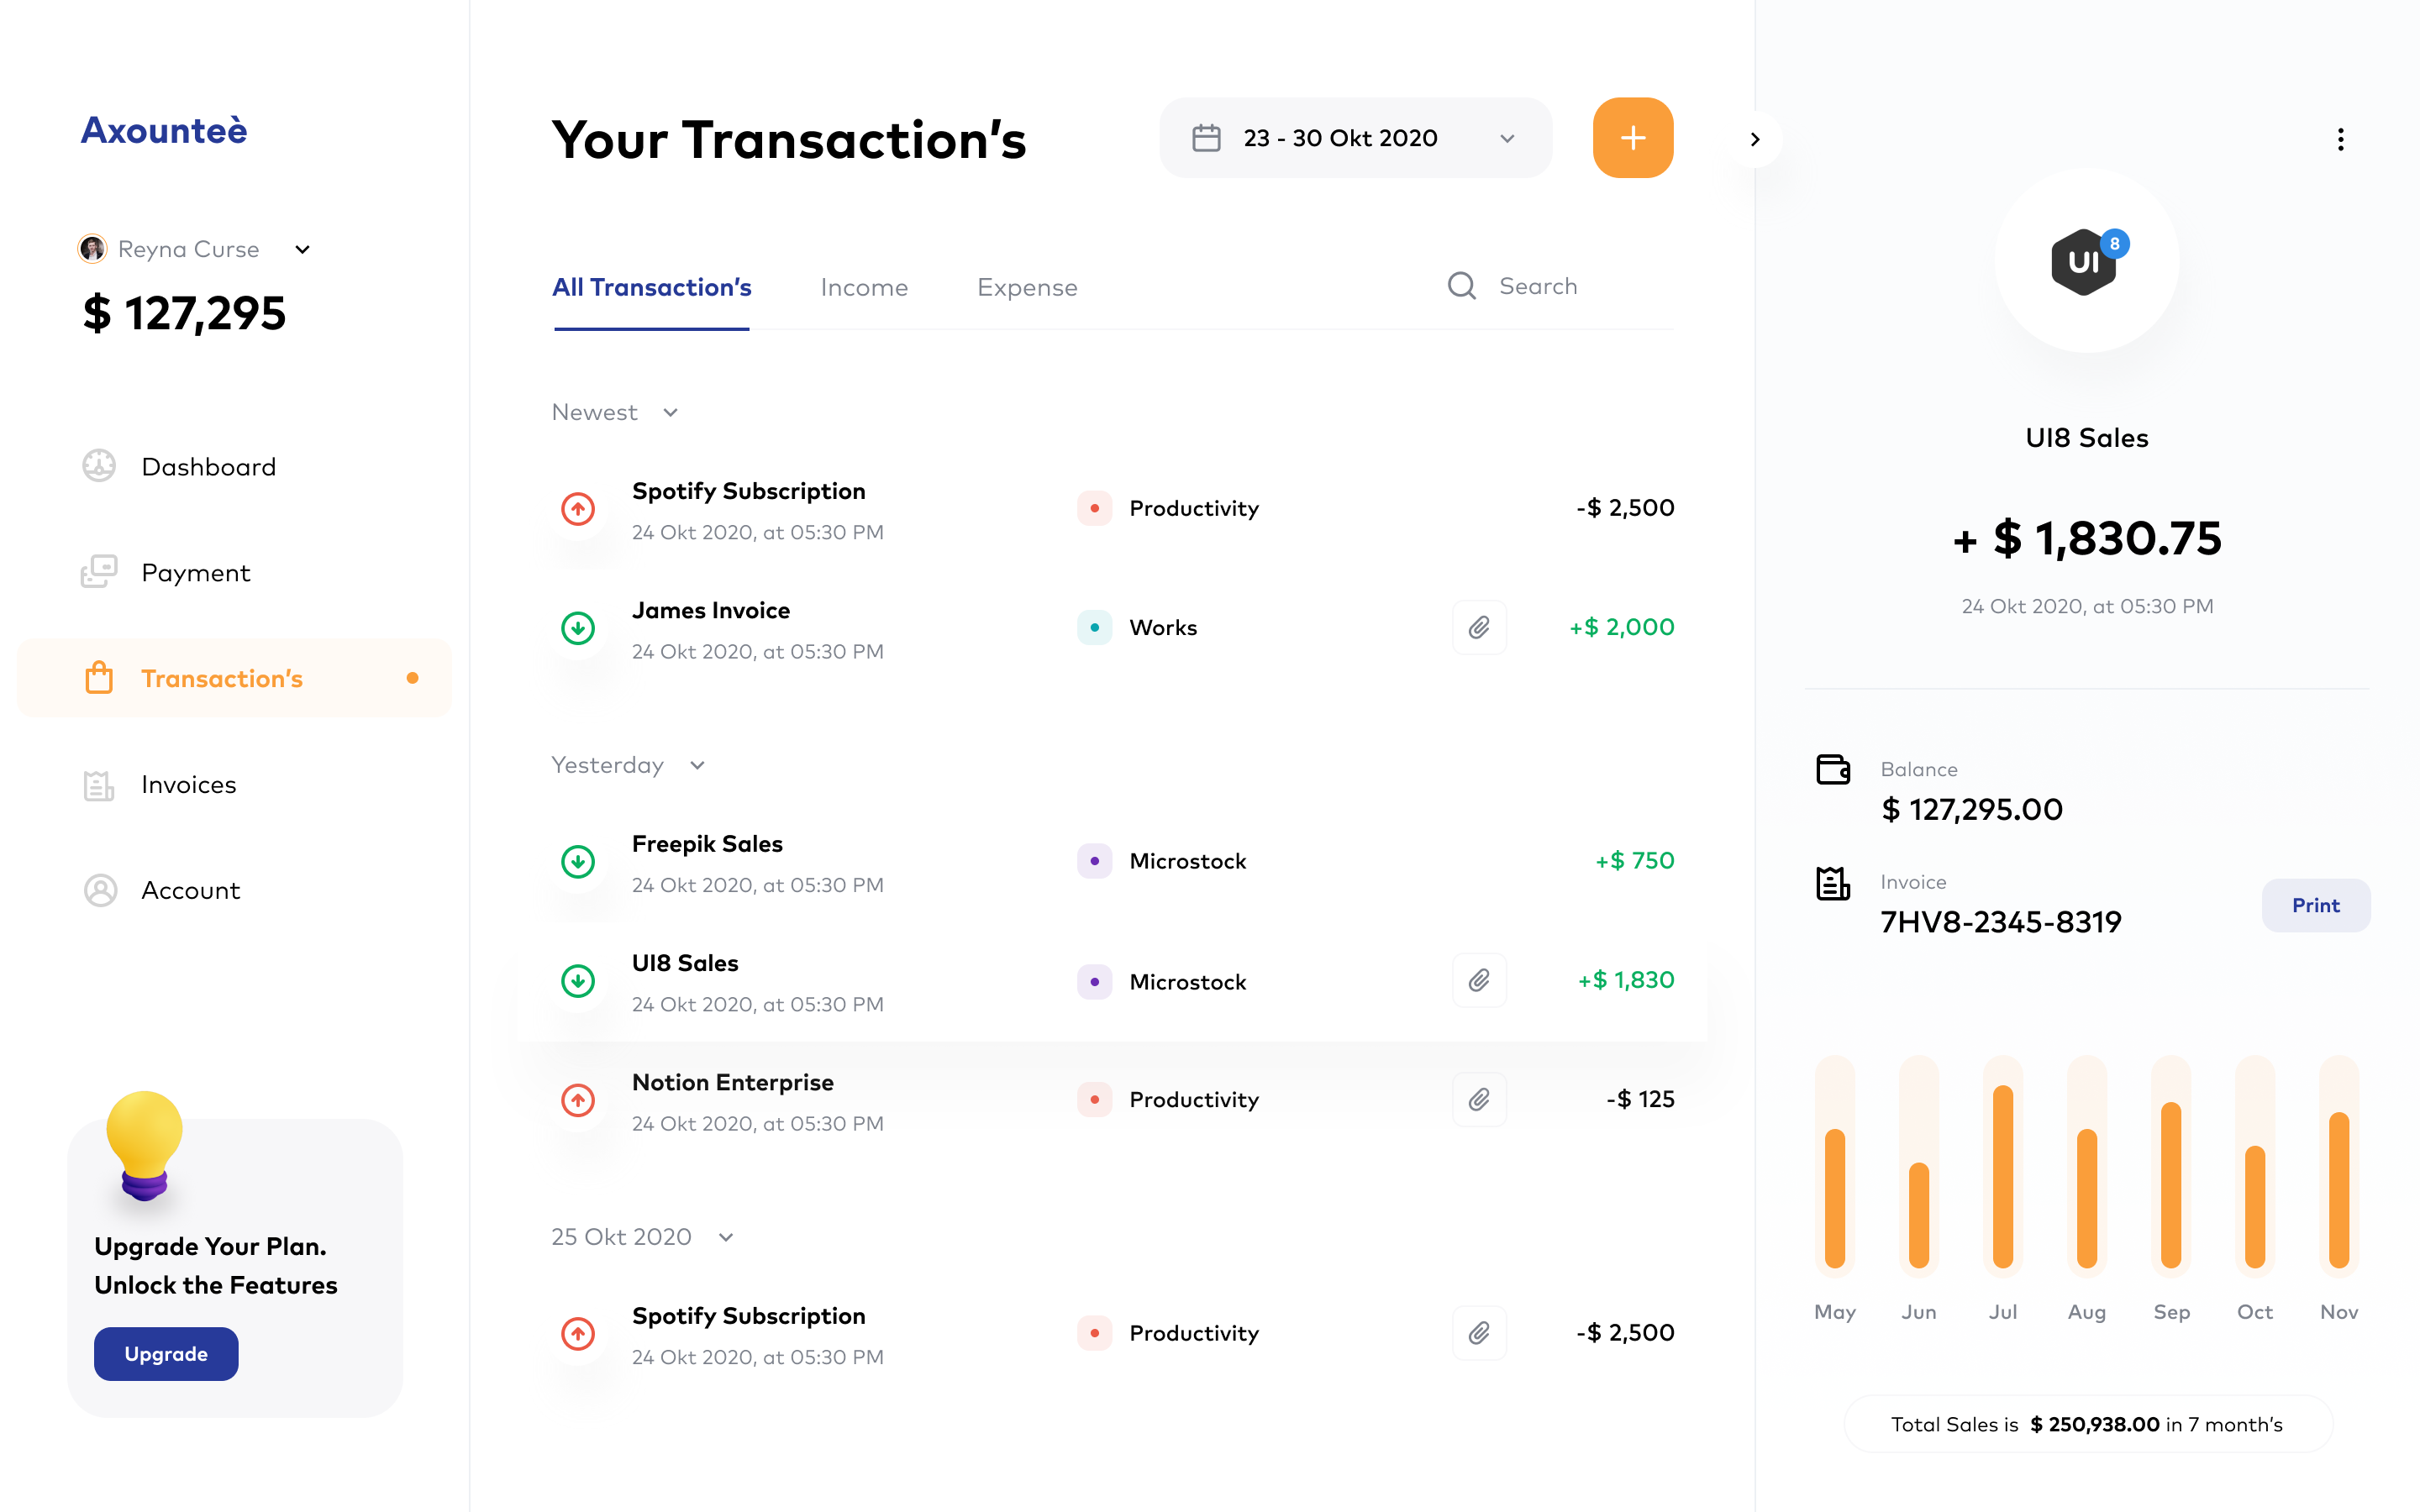 Axounteè
Reyna Curse
$ 127,295
Dashboard
Payment
Transaction’s
Invoices
Account
Upgrade Your Plan.
Unlock the Features
Upgrade
Your Transaction’s
23 - 30 Okt 2020
All Transaction’s
Income
Expense
Search
Newest
Spotify Subscription
24 Okt 2020, at 05:30 PM
Productivity
-$ 2,500
James Invoice
24 Okt 2020, at 05:30 PM
Works
+$ 2,000
Yesterday
Freepik Sales
24 Okt 2020, at 05:30 PM
Microstock
+$ 750
UI8 Sales
24 Okt 2020, at 05:30 PM
Microstock
+$ 1,830
Notion Enterprise
24 Okt 2020, at 05:30 PM
Productivity
-$ 125
25 Okt 2020
Spotify Subscription
24 Okt 2020, at 05:30 PM
Productivity
-$ 2,500
UI 8
UI8 Sales
+ $ 1,830.75
24 Okt 2020, at 05:30 PM
Balance
$ 127,295.00
Invoice
7HV8-2345-8319
Print
May Jun Jul Aug Sep Oct Nov
Total Sales is $ 250,938.00 in 7 month’s